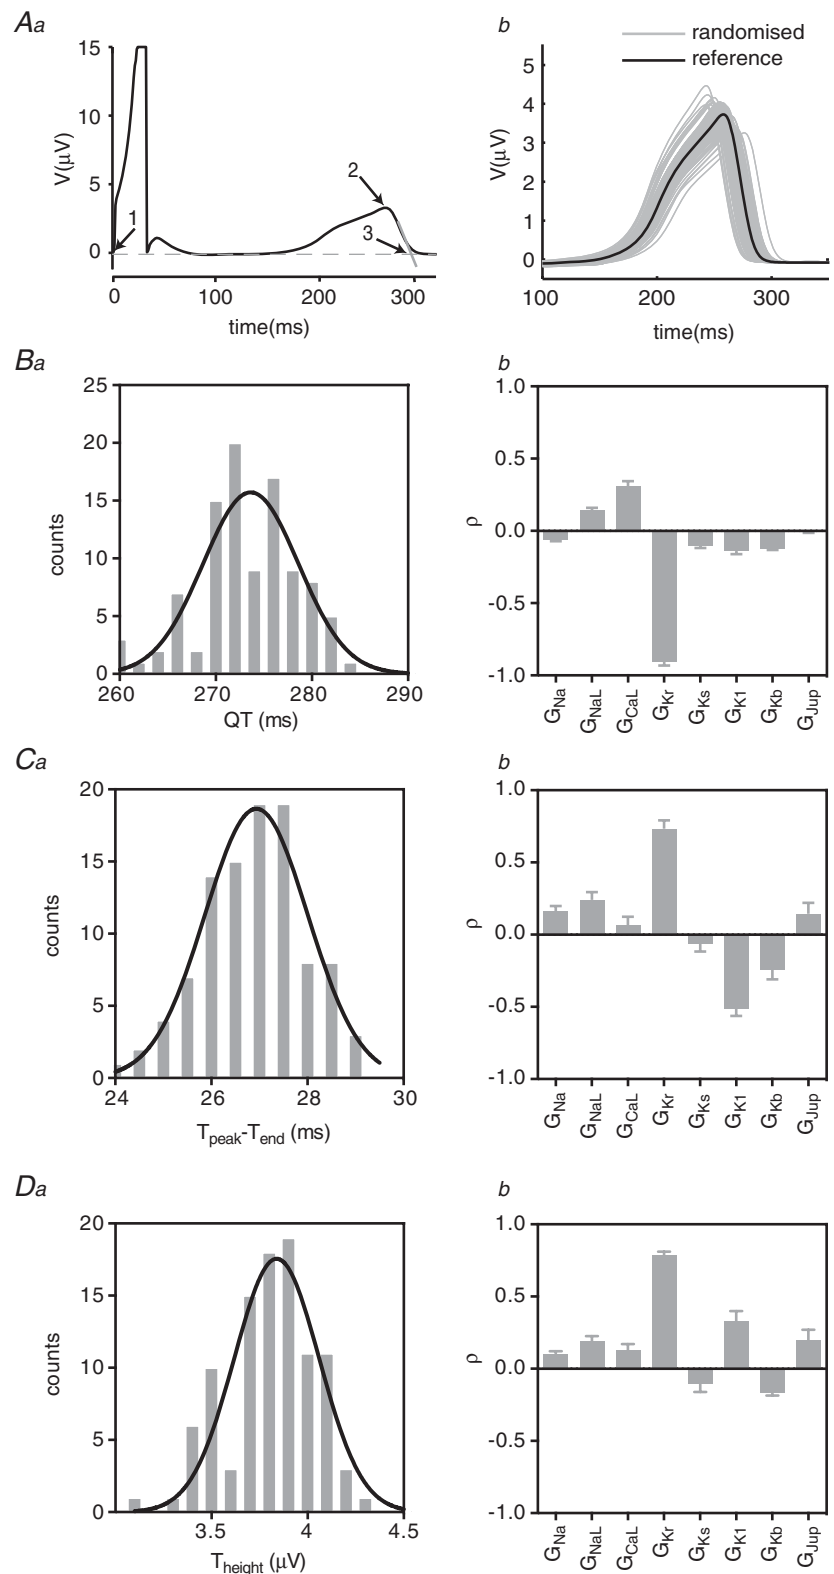 Aa
15
10
5
0
V(μV)
1
2
3
0
100
200
300
time(ms)
b
randomised
reference
5
4
3
2
1
0
V(μV)
100
200
300
time(ms)
Ba
25
20
15
10
5
0
counts
260
270
280
290
QT (ms)
b
1.0
0.5
0.0
-0.5
-1.0
ρ
GNa
GNaL
GCaL
GKr
GKs
GK1
GKb
GJup
Ca
20
15
10
5
0
counts
24
26
28
30
Tpeak-Tend (ms)
b
1.0
0.5
0.0
-0.5
-1.0
ρ
GNa
GNaL
GCaL
GKr
GKs
GK1
GKb
GJup
Da
20
15
10
5
0
counts
3.5
4
4.5
Theight (μV)
b
1.0
0.5
0.0
-0.5
-1.0
ρ
GNa
GNaL
GCaL
GKr
GKs
GK1
GKb
GJup